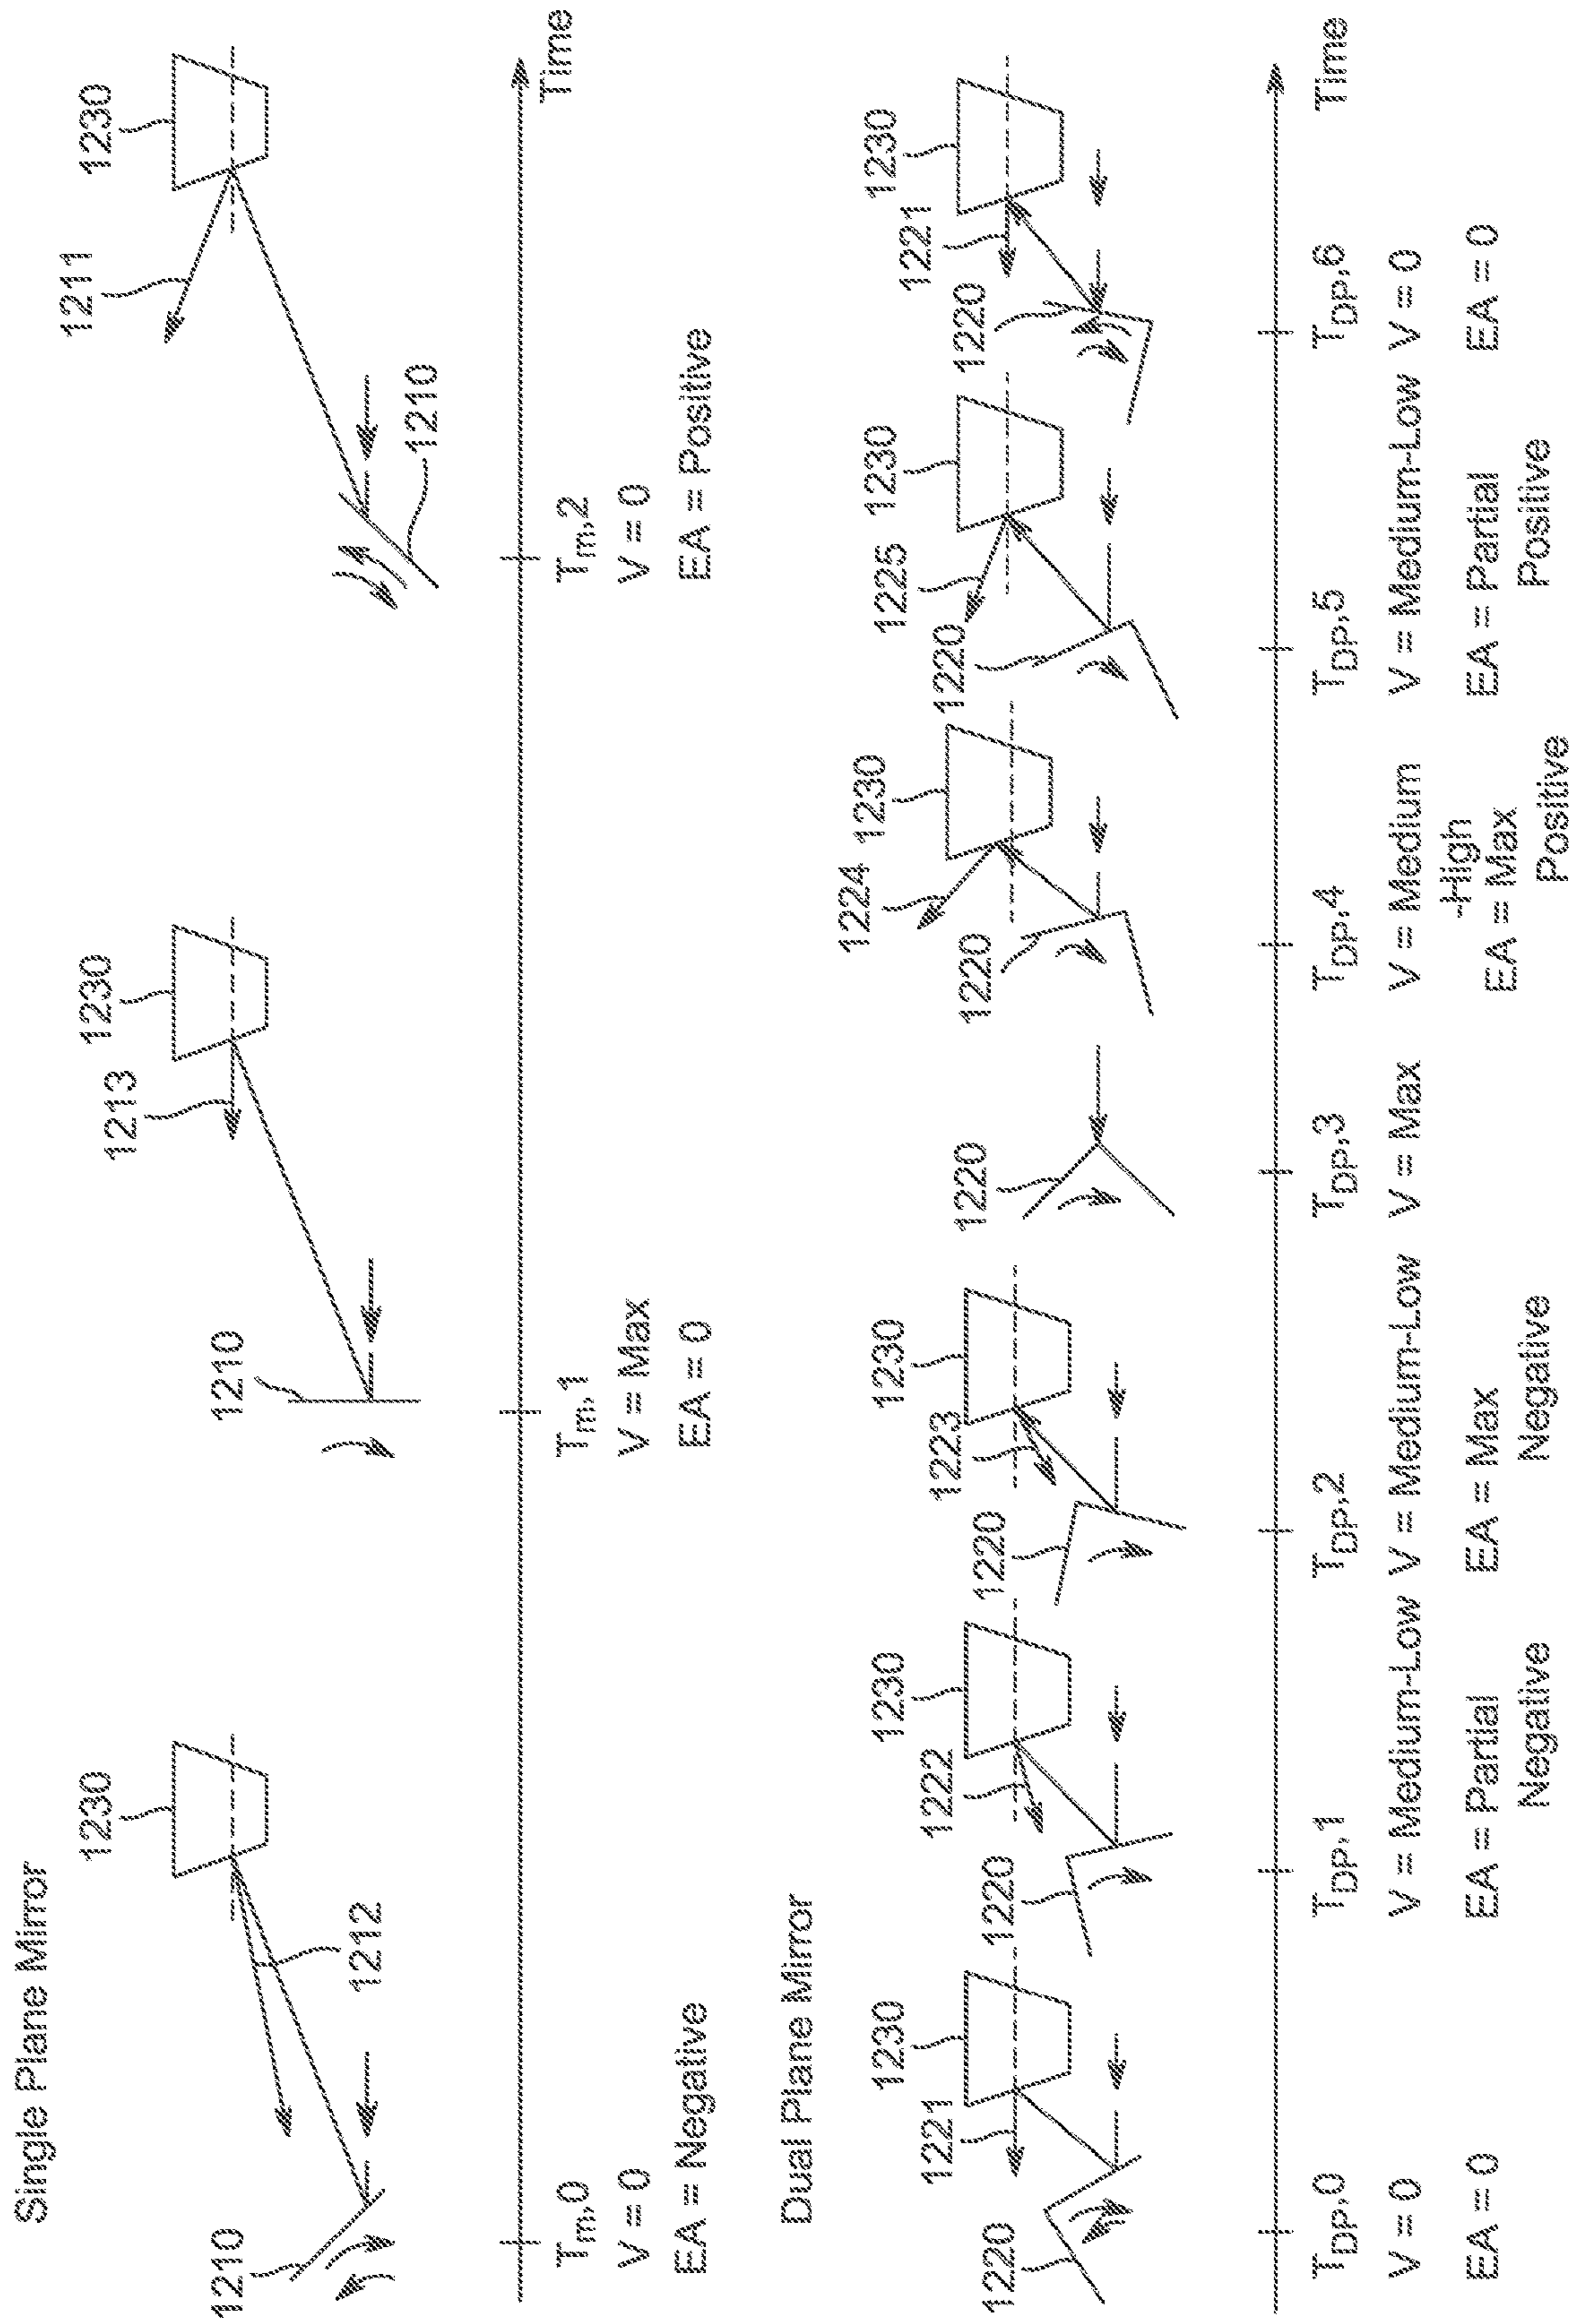 Single Plane Mirror
1230
1230
1230
1211
1213
1212
1210
1210
1210
Time
Tm,0
Tm,1
Tm,2
V = 0
V = Max
V = 0
EA = Negative
EA = 0
EA = Positive
Dual Plane Mirror
1230
1230
1230
1230
1230
1230
1221
1222
1223
1224
1225
1221
1220
1220
1220
1220
1220
1220
1220
Time
TDP,0
TDP,1
TDP,2
TDP,3
TDP,4
TDP,5
TDP,6
V = 0
V = Medium-Low
V = Medium-Low
V = Max
V = Medium
-High
V = Medium-Low
V = 0
EA = 0
EA = Partial
Negative
EA = Max
Negative
EA = Max
Positive
EA = Partial
Positive
EA = 0